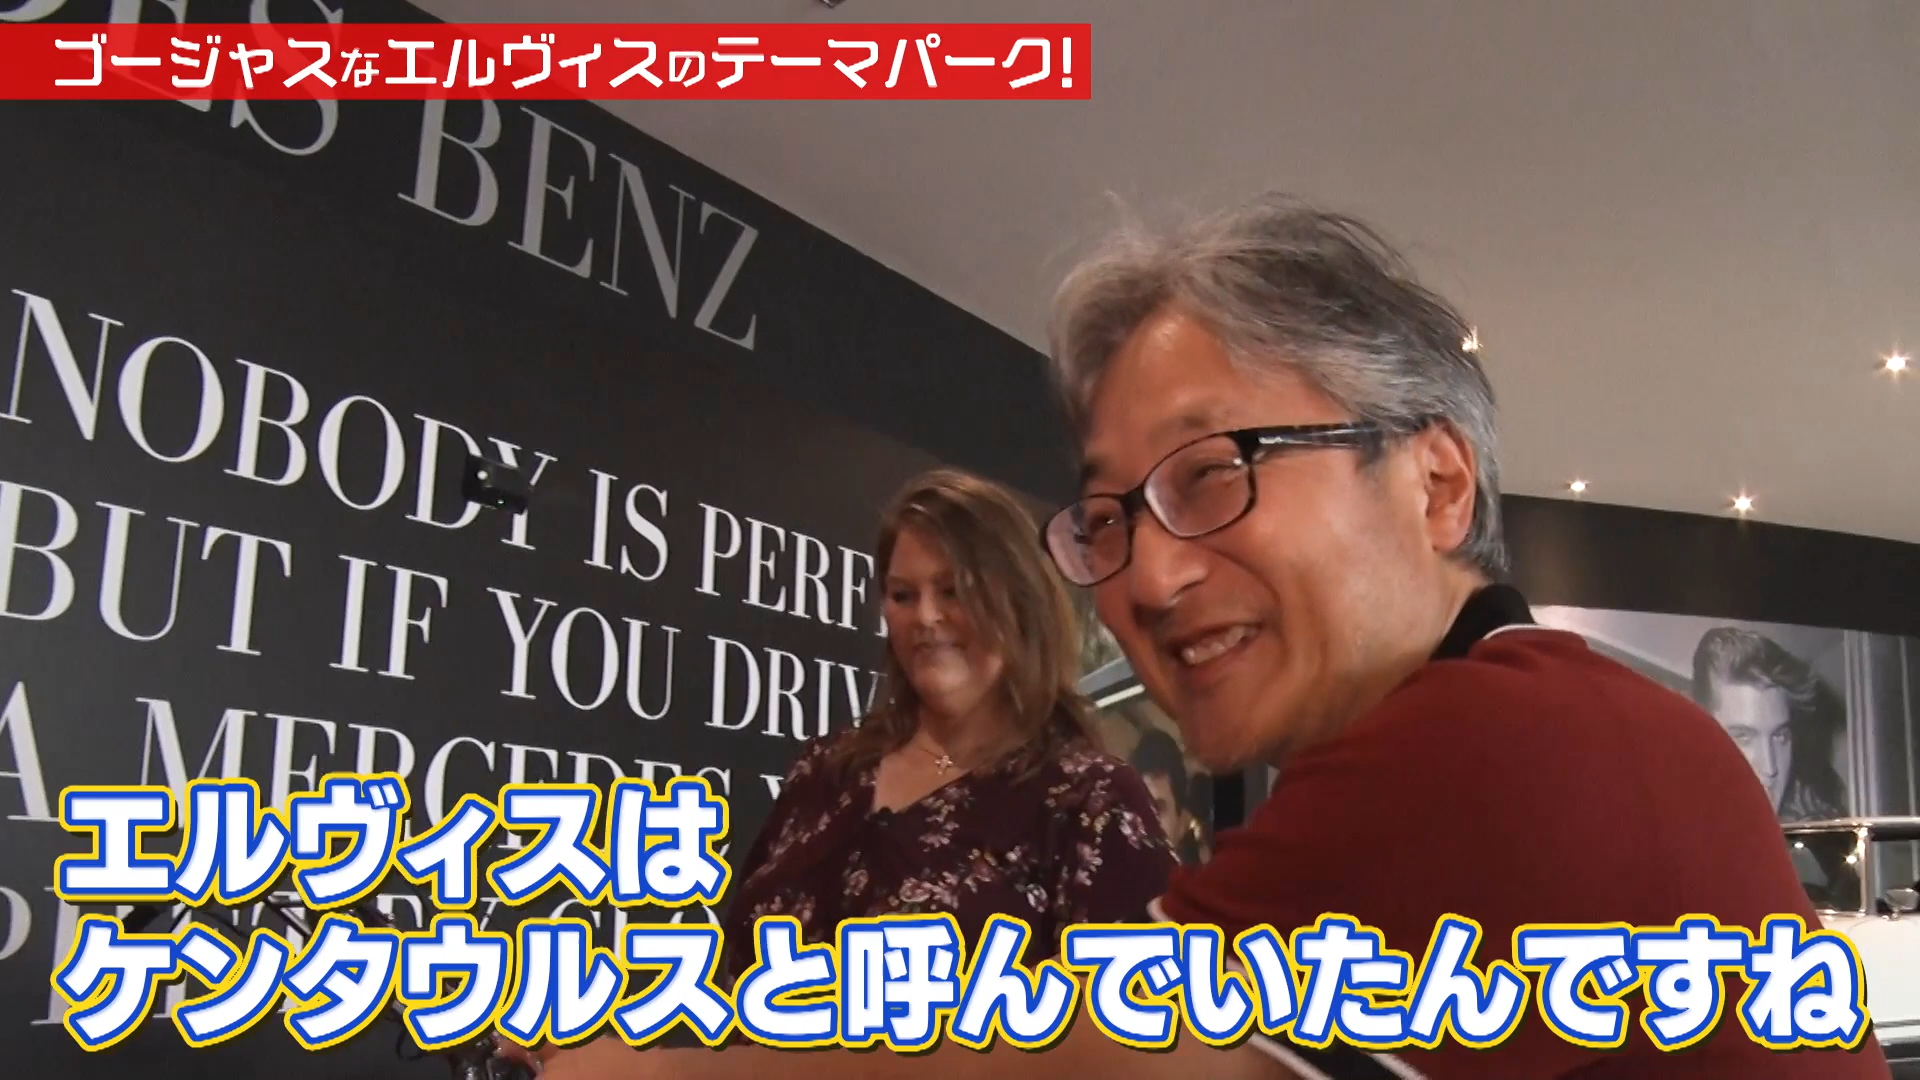 ゴージャスなエルヴィスのテーマパーク!
DES BENZ
NOBODY IS PERF
BUT IF YOU DRIV
A MERCEDES
エルヴィスは
ケンタウルスと呼んでいたんですね